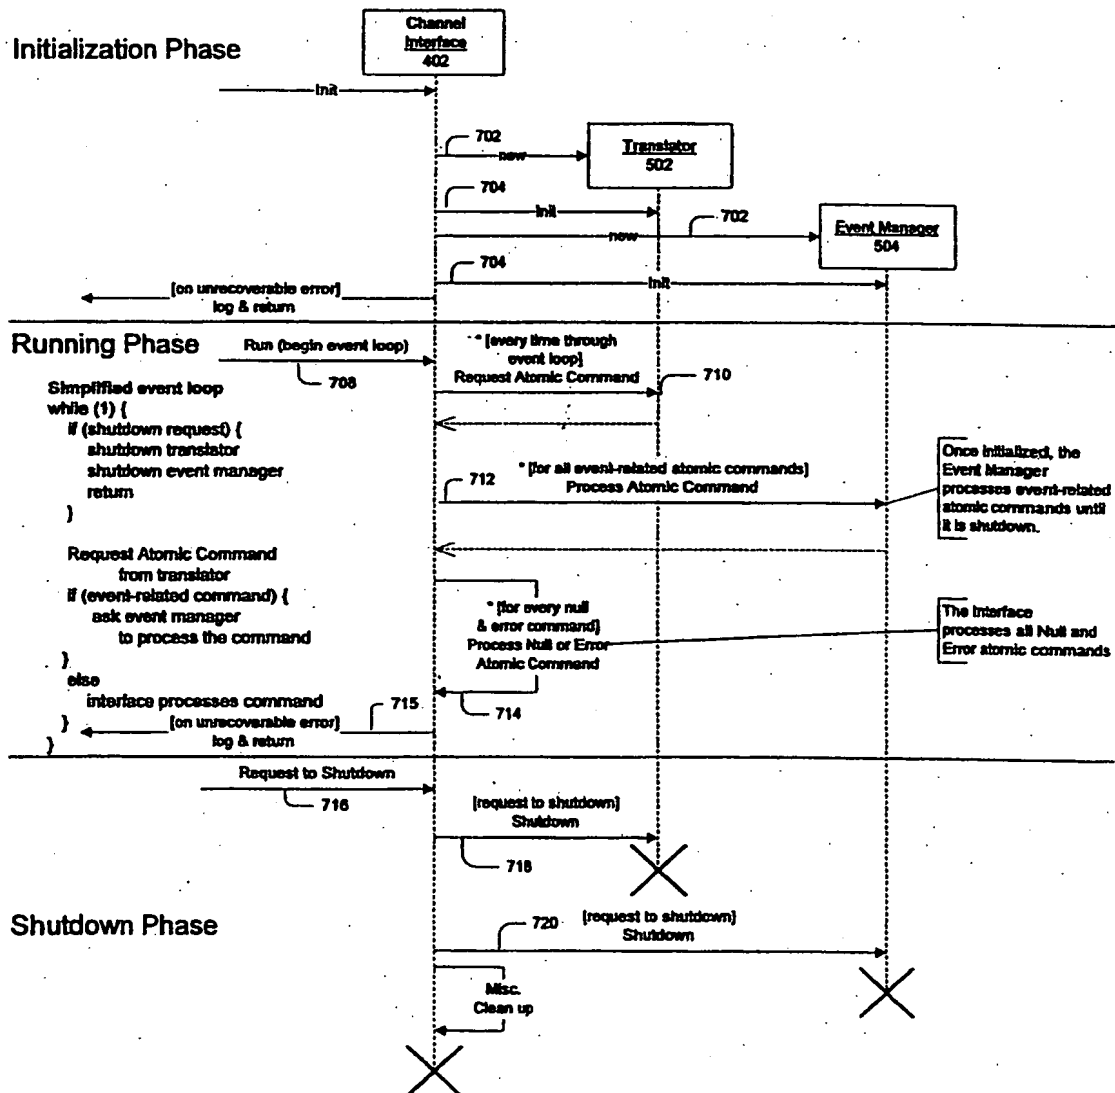 Channel
Interface
402
Initialization Phase
Init
702
new
Translator
502
704
Init
702
new
Event Manager
504
704
Init
[on unrecoverable error]
log & return
Running Phase
Run (begin event loop)
708
* [every time through
event loop]
Request Atomic Command
710
Simplified event loop
while (1) {
if (shutdown request) {
shutdown translator
shutdown event manager
return
}
Request Atomic Command
from translator
if (event-related command) {
ask event manager
to process the command
}
else
interface processes command
}
}
* [for all event-related atomic commands]
712
Process Atomic Command
Once initialized, the
Event Manager
processes event-related
atomic commands until
it is shutdown.
* [for every null
& error command]
Process Null or Error
Atomic Command
714
The Interface
processes all Null and
Error atomic commands
715
[on unrecoverable error]
log & return
Request to Shutdown
716
[request to shutdown]
Shutdown
718
Shutdown Phase
720
[request to shutdown]
Shutdown
Misc.
Clean up